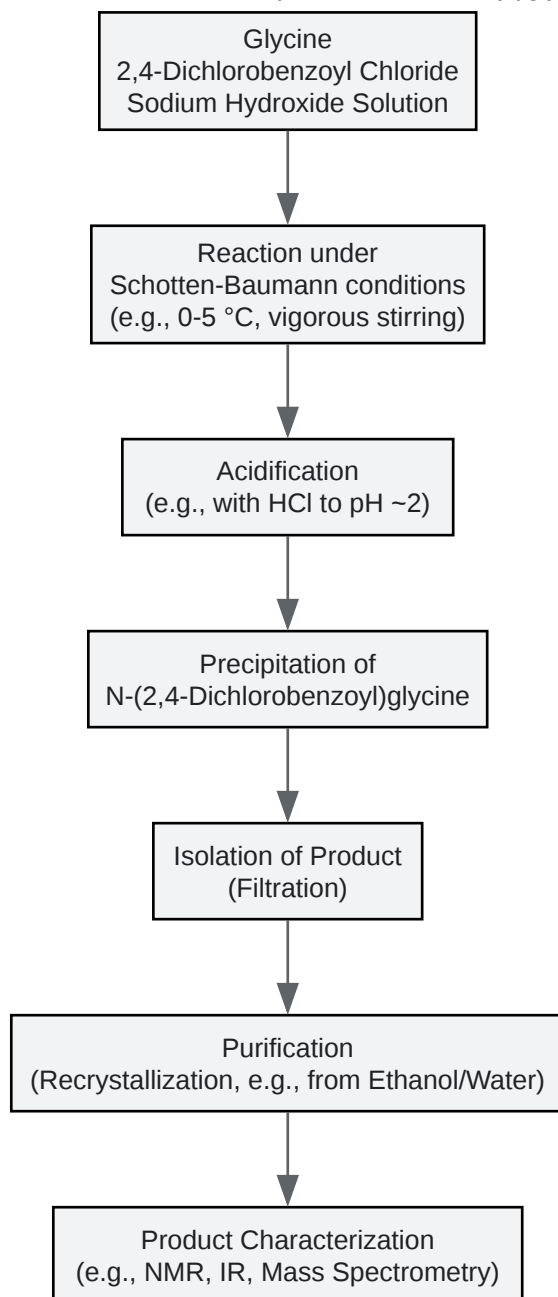 Glycine
2,4-Dichlorobenzoyl Chloride
Sodium Hydroxide Solution
Reaction under
Schotten-Baumann conditions
(e.g., 0-5 °C, vigorous stirring)
Acidification
(e.g., with HCl to pH ~2)
Precipitation of
N-(2,4-Dichlorobenzoyl)glycine
Isolation of Product
(Filtration)
Purification
(Recrystallization, e.g., from Ethanol/Water)
Product Characterization
(e.g., NMR, IR, Mass Spectrometry)